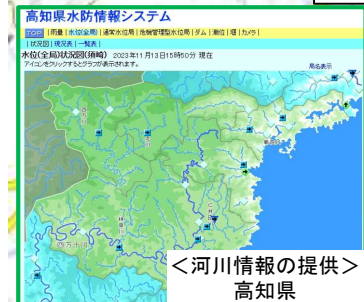 高知県水防情報システム
TOP | 雨量 | 水位(全局) | 通常水位局 | 危機管理型水位局 | ダム | 潮位 | 堰 | カメラ |
| 状況図 | 現況表 | 一覧表 |
水位(全局)状況図(須崎) 2023年11月13日15時50分 現在
アイコンをクリックするとグラフが表示されます。
局名表示
四万十川
<河川情報の提供>
高知県